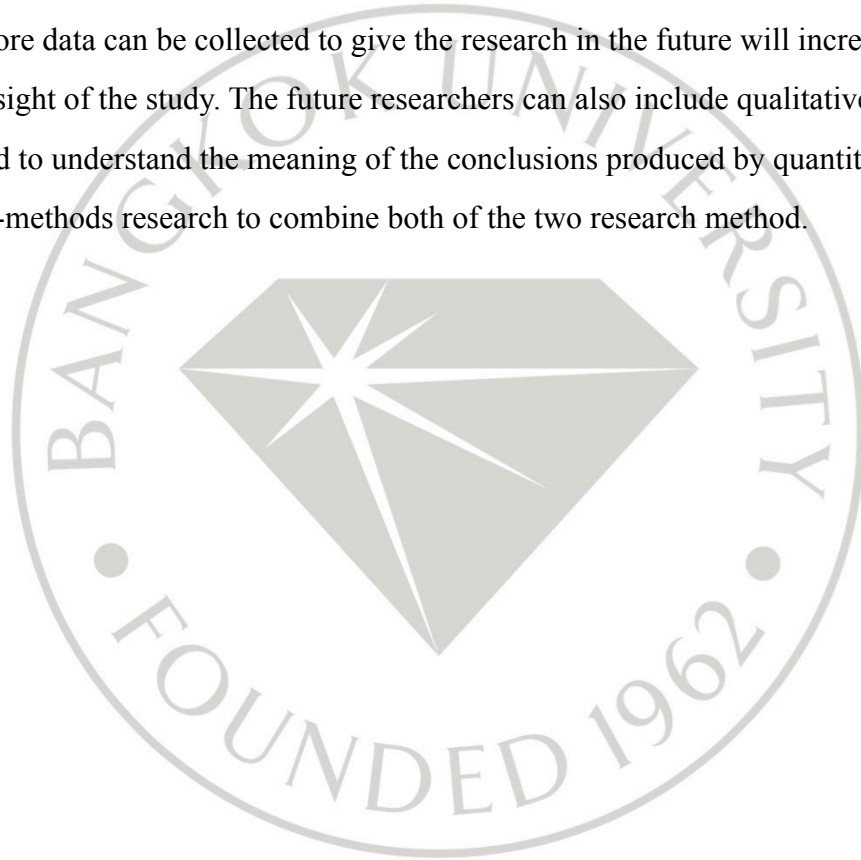 ore data can be collected to give the research in the future will incre
sight of the study. The future researchers can also include qualitative
d to understand the meaning of the conclusions produced by quantit
-methods research to combine both of the two research method.
BANGKOK UNIVERSITY
• FOUNDED 1962 •